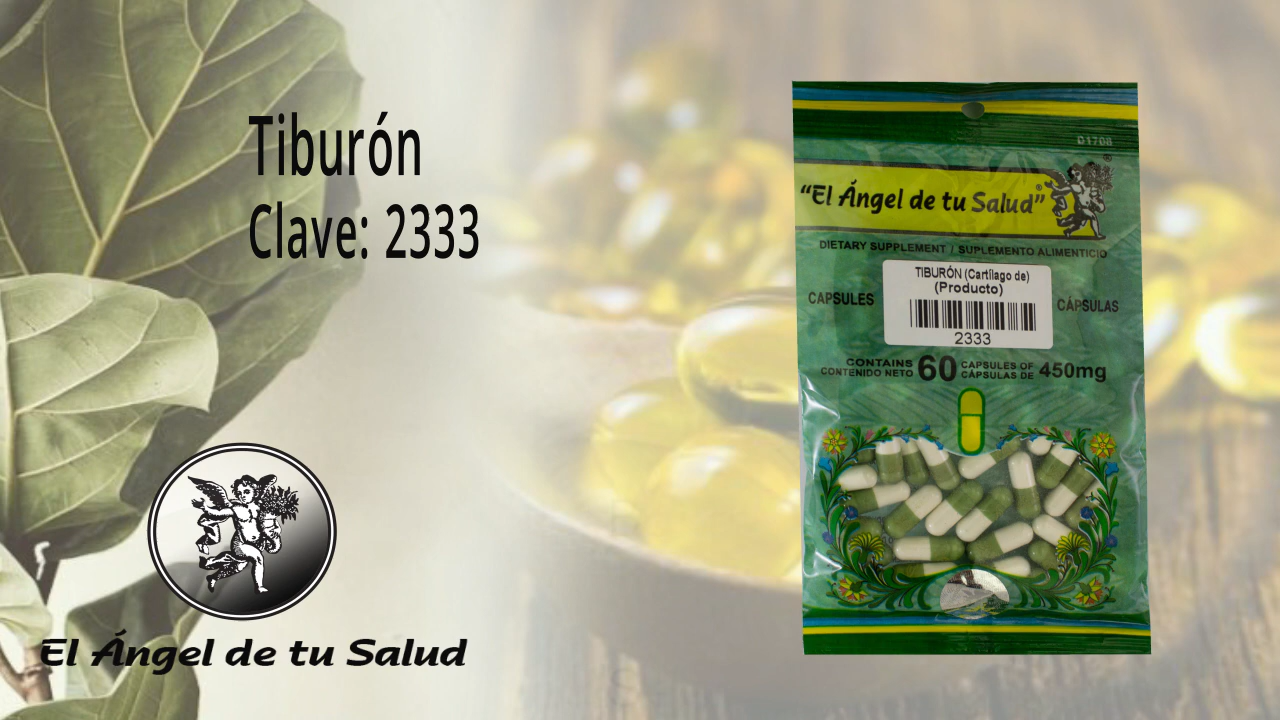 Tiburón
Clave: 2333
El Ángel de tu Salud
D1708
“El Ángel de tu Salud”®
DIETARY SUPPLEMENT / SUPLEMENTO ALIMENTICIO
TIBURÓN (Cartílago de)
(Producto)
CAPSULES
CÁPSULAS
2333
CONTAINS
CONTENIDO NETO
60
CAPSULES OF
CÁPSULAS DE
450mg